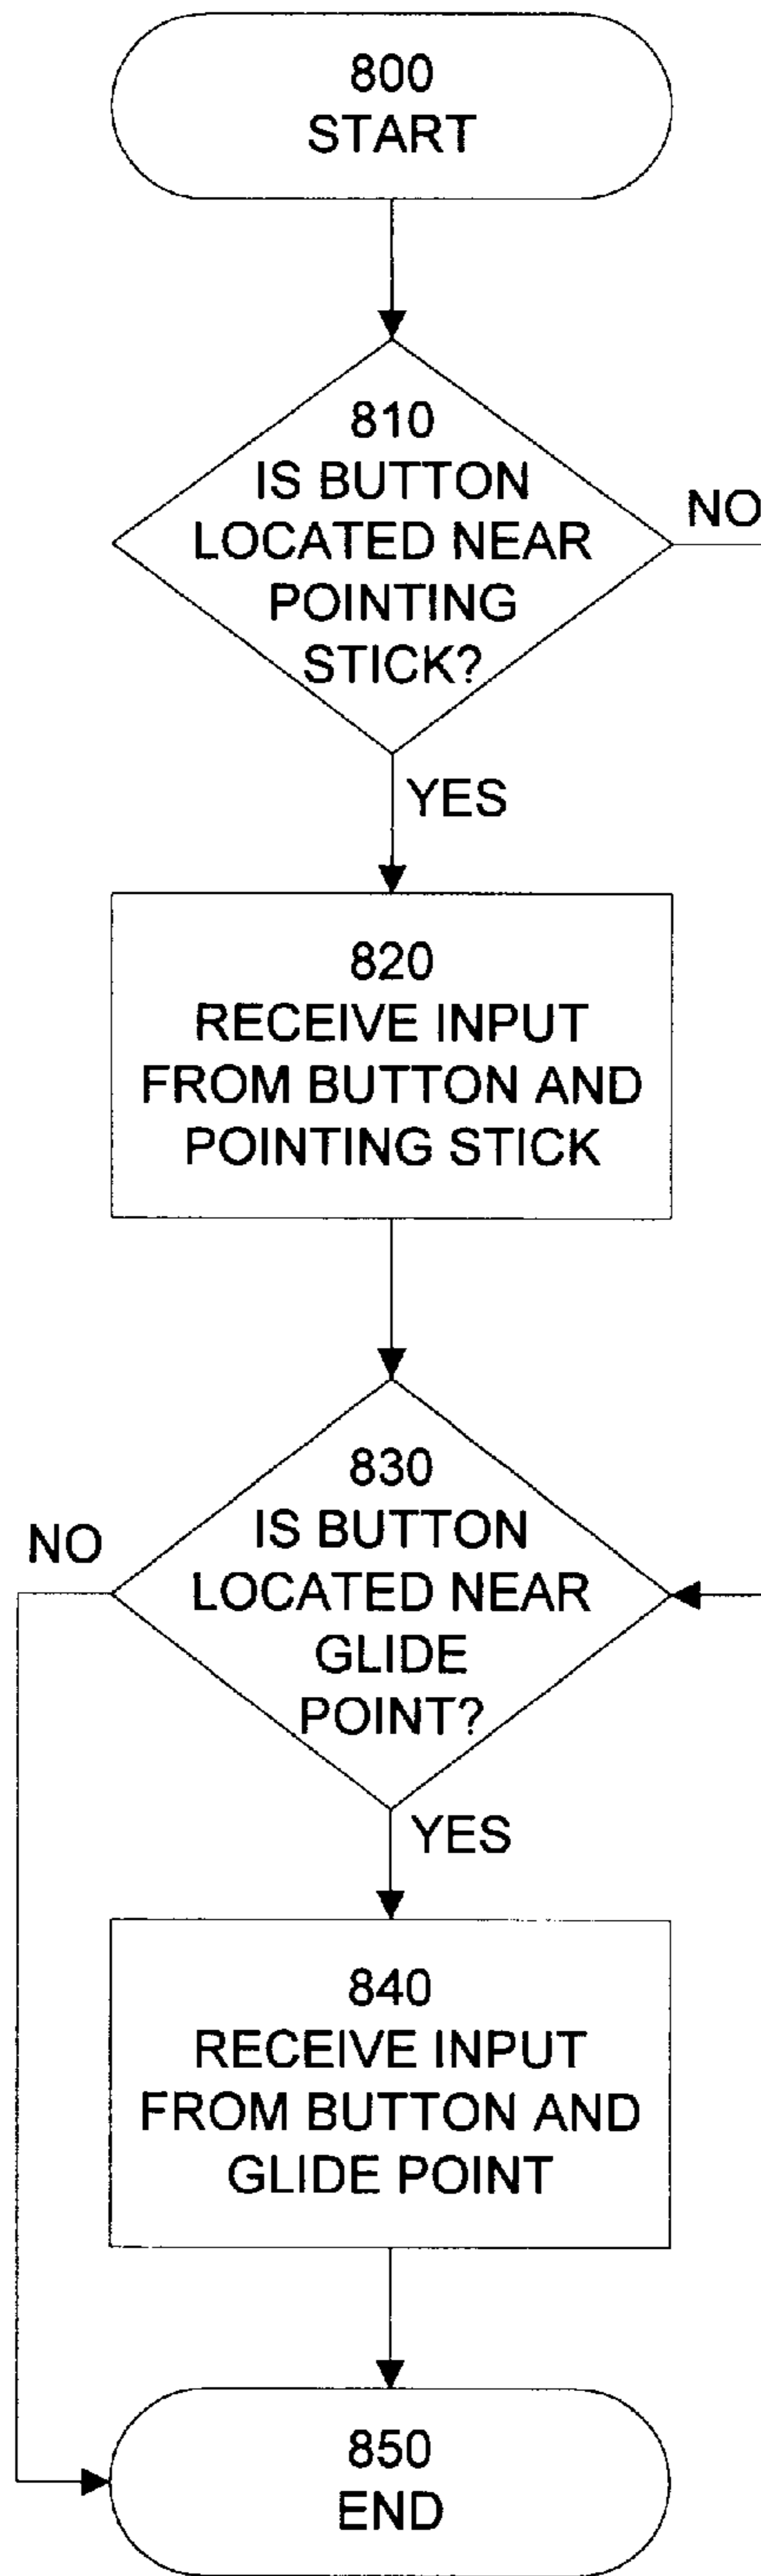 800
START
810
IS BUTTON
LOCATED NEAR
POINTING
STICK?
NO
YES
820
RECEIVE INPUT
FROM BUTTON AND
POINTING STICK
830
IS BUTTON
LOCATED NEAR
GLIDE
POINT?
NO
YES
840
RECEIVE INPUT
FROM BUTTON AND
GLIDE POINT
850
END